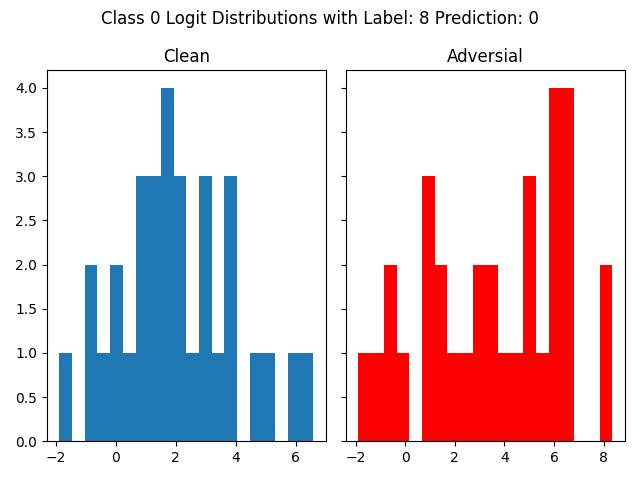 Class 0 Logit Distributions with Label: 8 Prediction: 0
Clean
Adversial
4.0
3.5
3.0
2.5
2.0
1.5
1.0
0.5
0.0
−2 0 2 4 6
−2 0 2 4 6 8